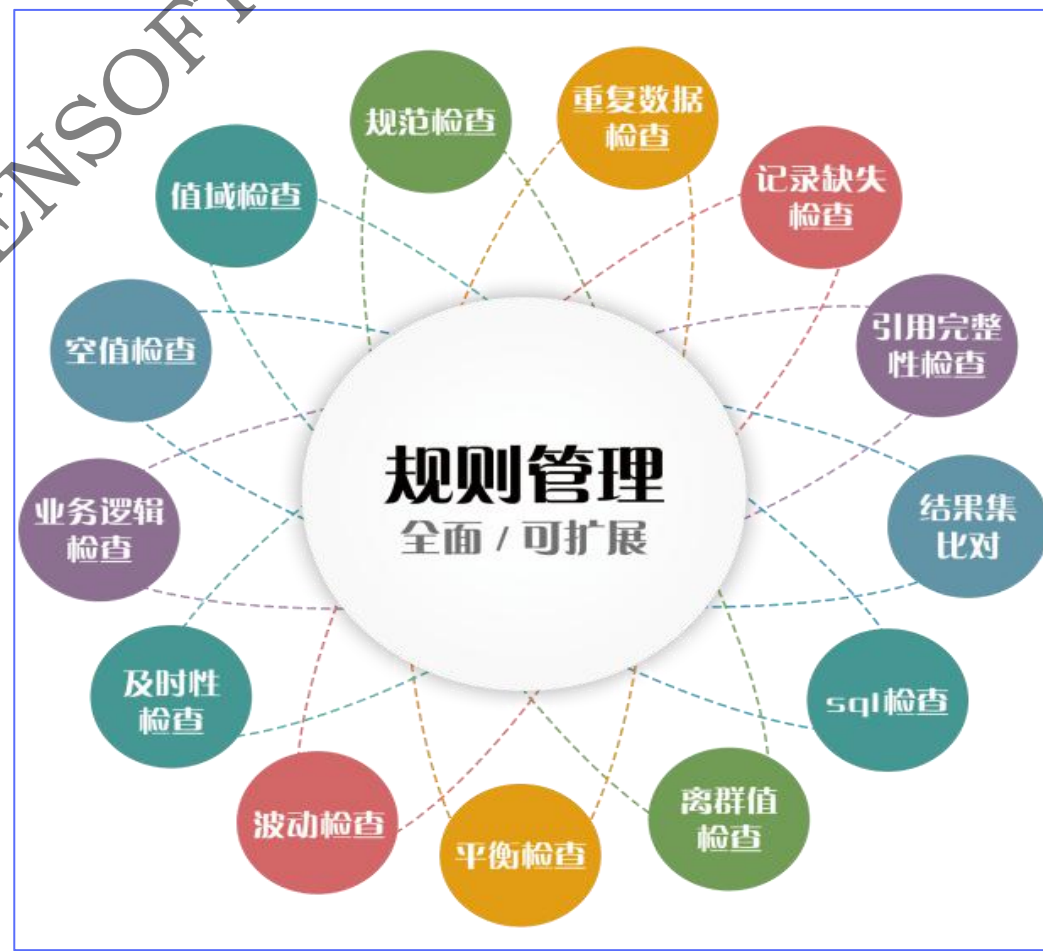 ENSOFT
规范检查
重复数据
检查
值域检查
记录缺失
检查
空值检查
引用完整
性检查
规则管理
全面 / 可扩展
业务逻辑
检查
结果集
比对
及时性
检查
sql检查
波动检查
平衡检查
离群值
检查